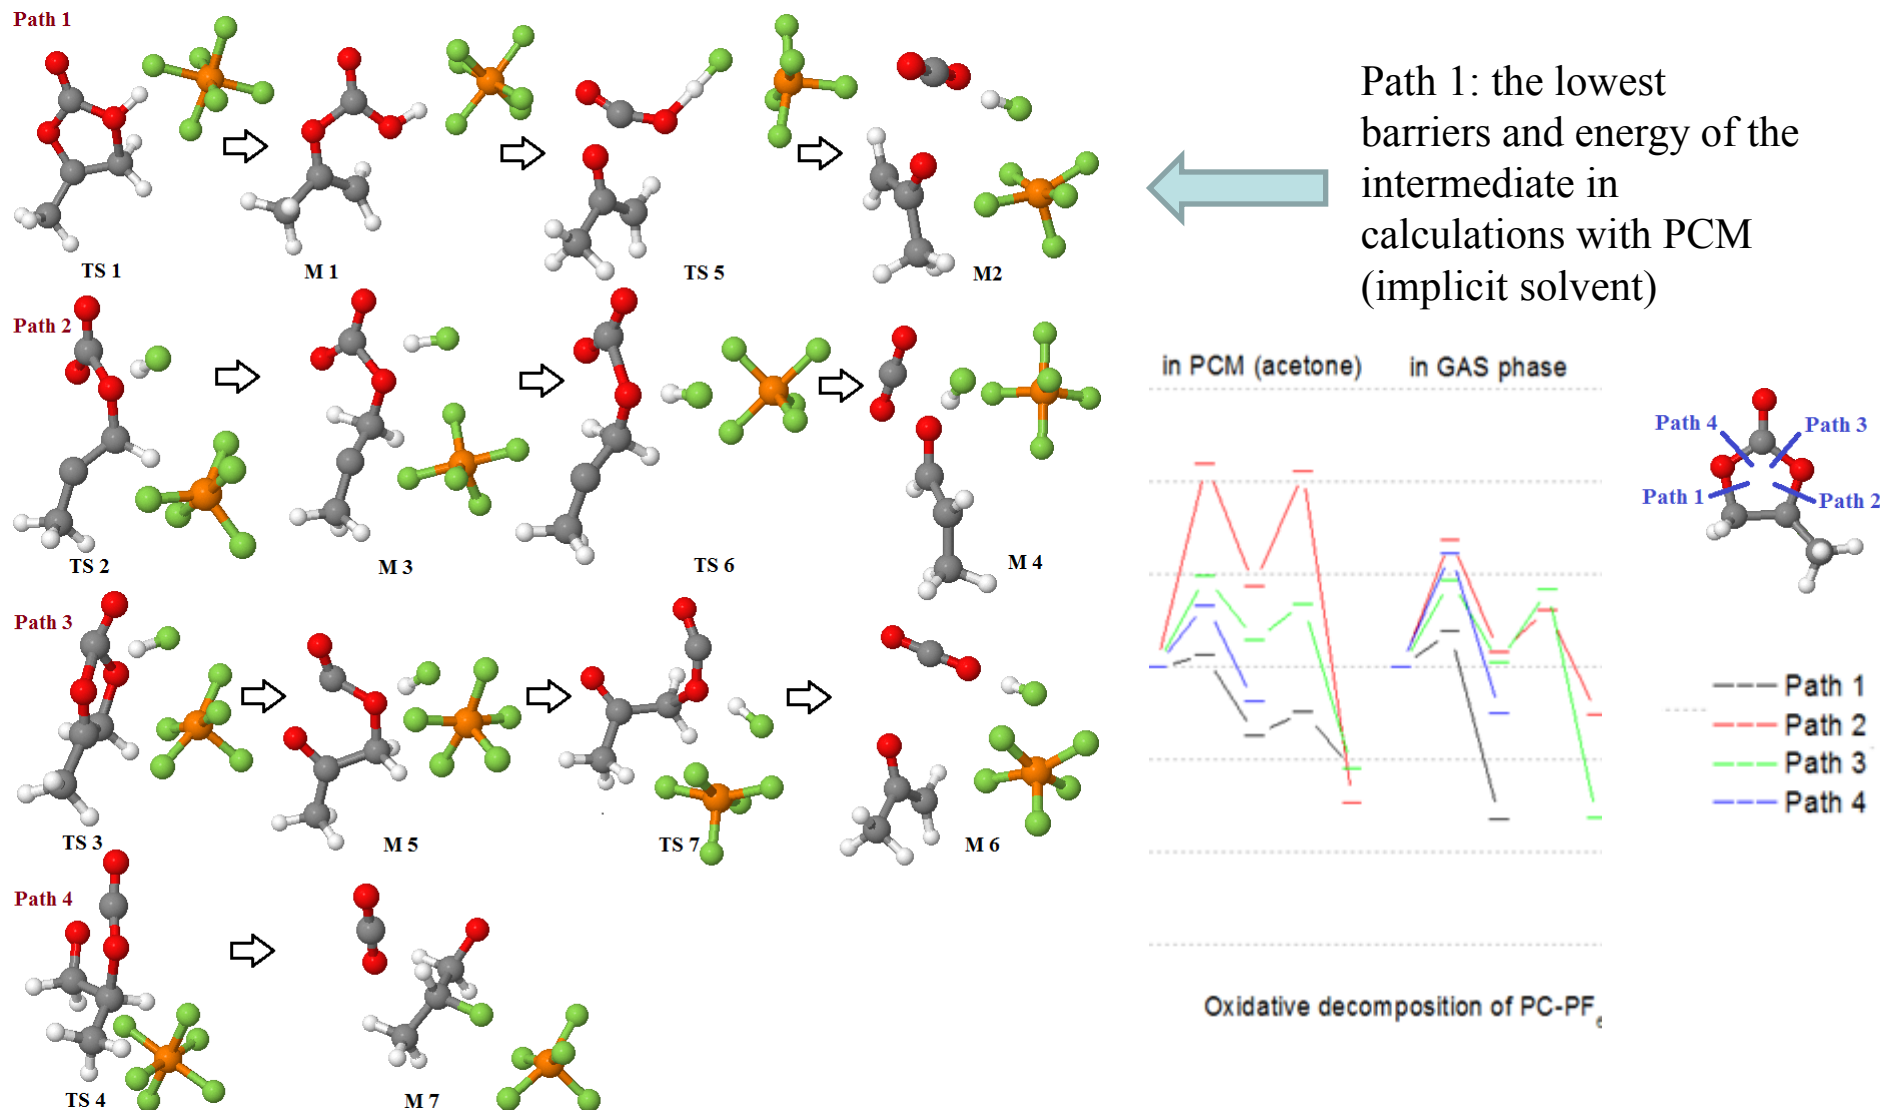 Path 1
TS 1
M 1
TS 5
M2
Path 1: the lowest
barriers and energy of the
intermediate in
calculations with PCM
(implicit solvent)
Path 2
TS 2
M 3
TS 6
M 4
Path 3
TS 3
M 5
TS 7
M 6
Path 4
TS 4
M 7
in PCM (acetone)
in GAS phase
Path 4
Path 3
Path 1
Path 2
Path 1
Path 2
Path 3
Path 4
Oxidative decomposition of PC-PF